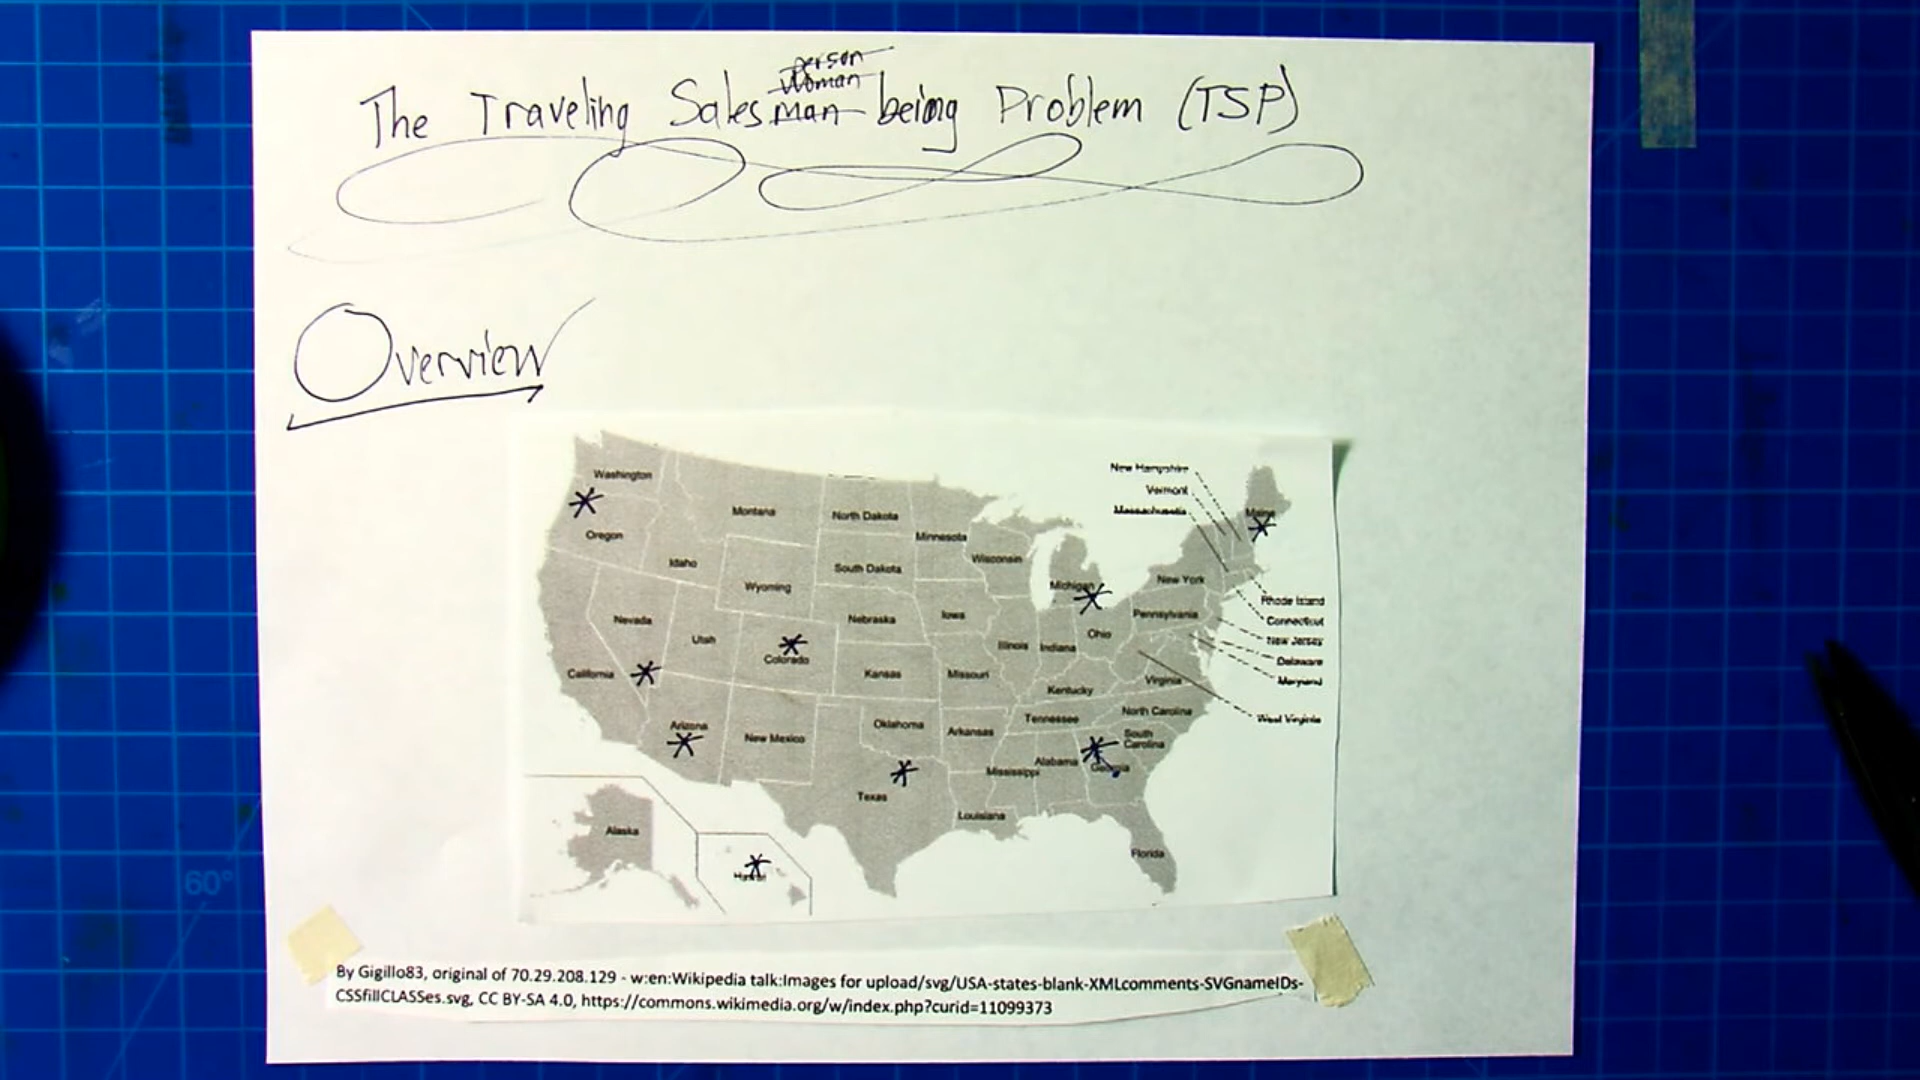 person
Woman
The Traveling Salesman being Problem (TSP)
Overview
Washington
Montana
North Dakota
Minnesota
Oregon
Idaho
Wyoming
South Dakota
Wisconsin
Michigan
New York
New Hampshire
Vermont
Massachusetts
Maine
Nevada
Utah
Colorado
Nebraska
Iowa
Illinois
Indiana
Ohio
Pennsylvania
Rhode Island
Connecticut
New Jersey
Delaware
Maryland
West Virginia
California
Kansas
Missouri
Kentucky
Virginia
Arizona
New Mexico
Oklahoma
Arkansas
Tennessee
North Carolina
South
Carolina
Texas
Louisiana
Mississippi
Alabama
Georgia
Florida
Alaska
Hawaii
60°
By Gigillo83, original of 70.29.208.129 - w:en:Wikipedia talk:Images for upload/svg/USA-states-blank-XMLcomments-SVGnameIDs-
CSSfillCLASSes.svg, CC BY-SA 4.0, https://commons.wikimedia.org/w/index.php?curid=11099373